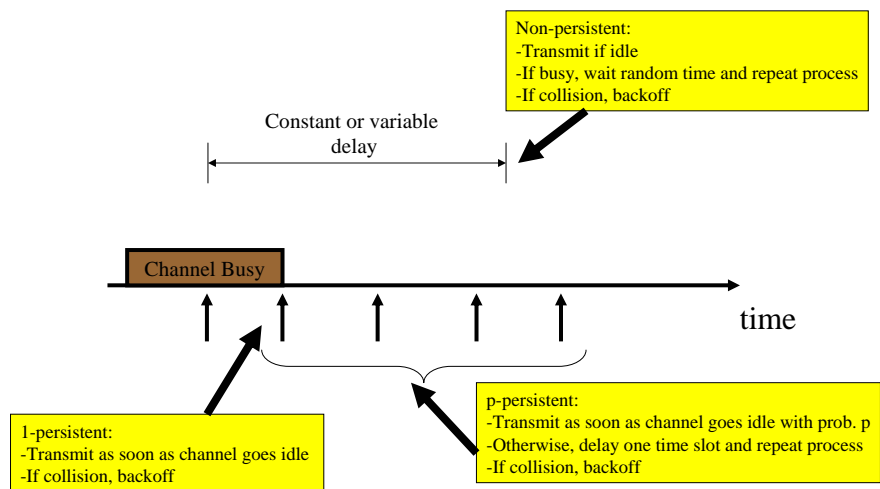 Non-persistent:
-Transmit if idle
-If busy, wait random time and repeat process
-If collision, backoff
Constant or variable
delay
Channel Busy
time
1-persistent:
-Transmit as soon as channel goes idle
-If collision, backoff
p-persistent:
-Transmit as soon as channel goes idle with prob. p
-Otherwise, delay one time slot and repeat process
-If collision, backoff